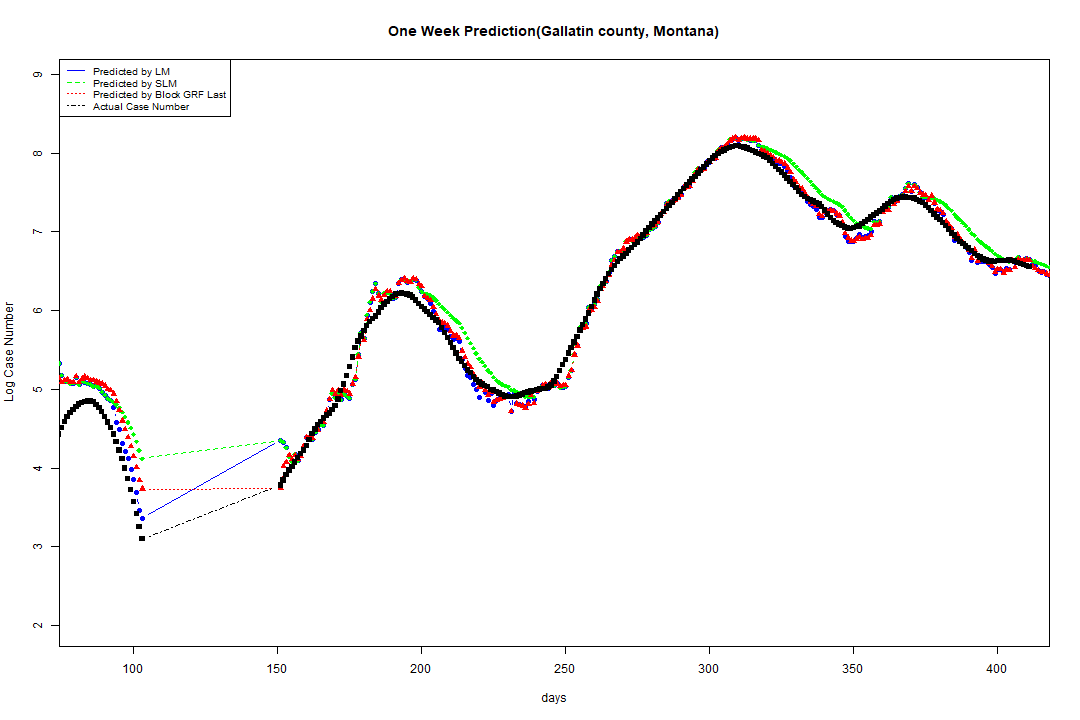 One Week Prediction(Gallatin county, Montana)
Predicted by LM
Predicted by SLM
Predicted by Block GRF Last
Actual Case Number
9
8
7
6
5
4
3
2
Log Case Number
100 150 200 250 300 350 400
days